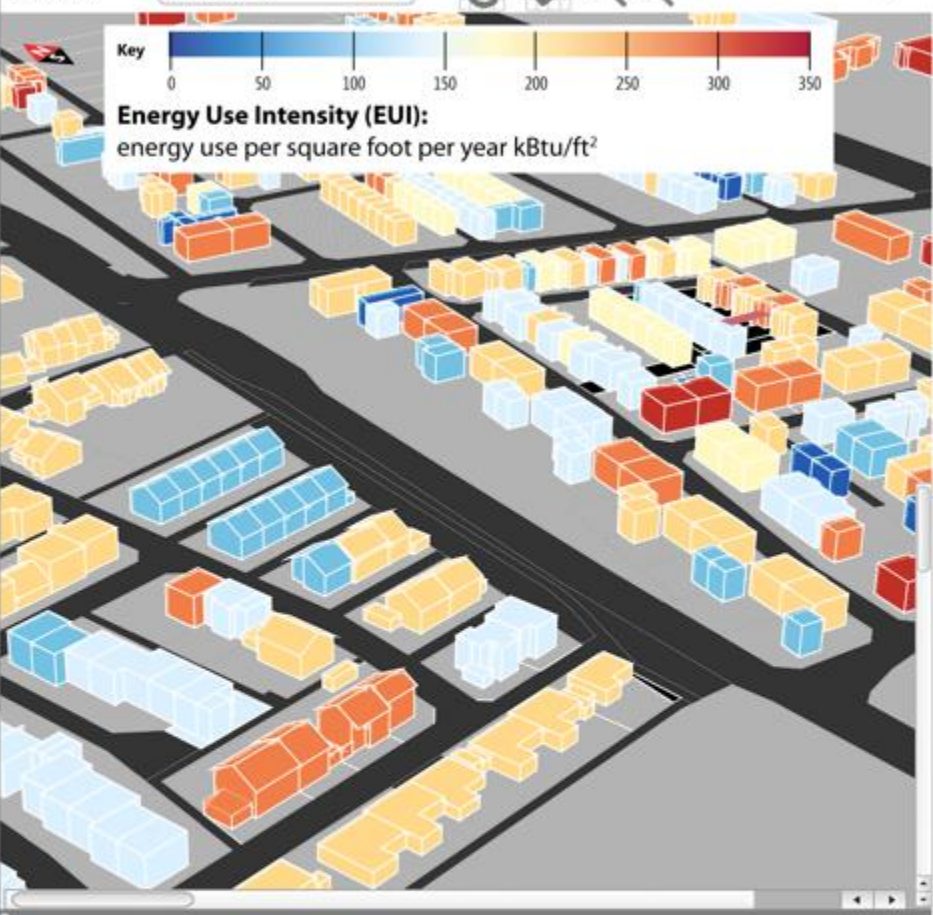 Key
0 50 100 150 200 250 300 350
Energy Use Intensity (EUI):
energy use per square foot per year kBtu/ft²